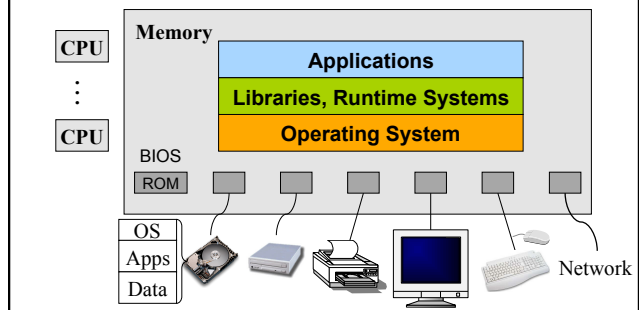 Memory
CPU
⋮
CPU
Applications
Libraries, Runtime Systems
Operating System
BIOS
ROM
OS
Apps
Data
Network